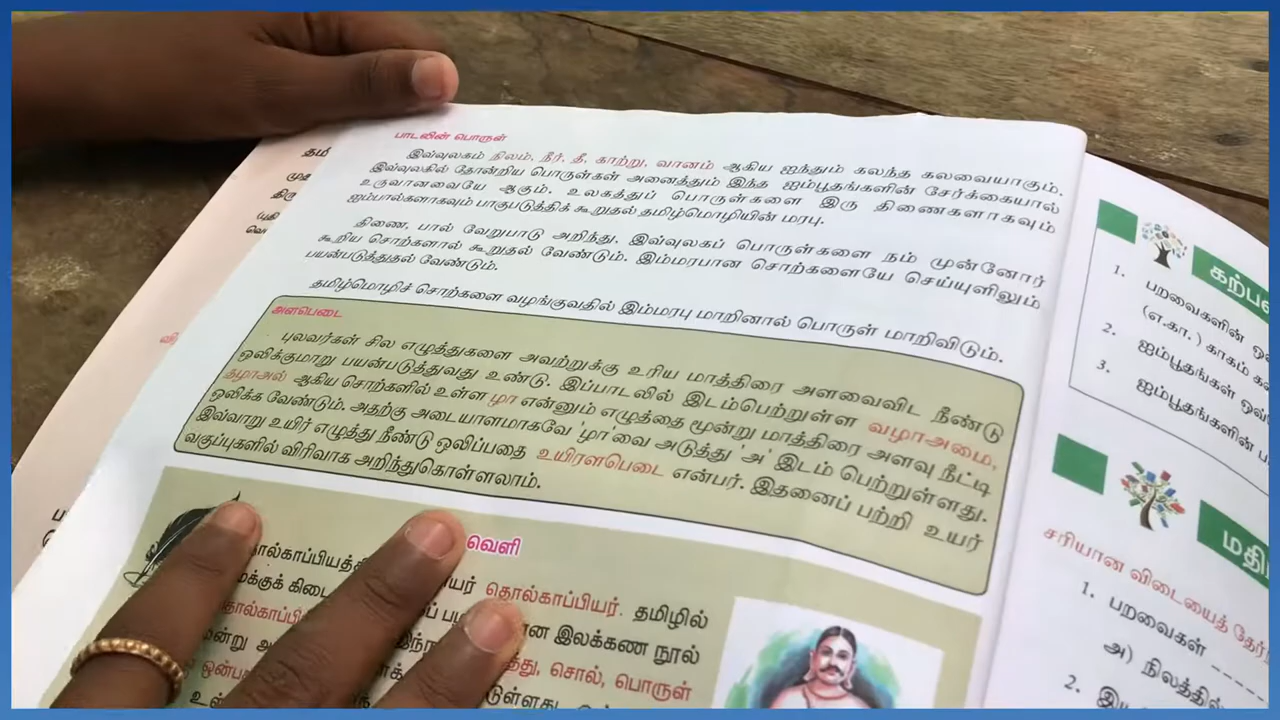 பாடலின் பொருள்
இவ்வுலகம் நிலம், நீர், தீ, காற்று, வானம் ஆகிய ஐந்தும் கலந்த கலவையாகும்.
இவ்வுலகில் தோன்றிய பொருள்கள் அனைத்தும் இந்த ஐம்பூதங்களின் சேர்க்கையால்
உருவானவையே ஆகும். உலகத்துப் பொருள்களை இரு திணைகளாகவும்
ஐம்பால்களாகவும் பாகுபடுத்திக் கூறுதல் தமிழ்மொழியின் மரபு.
திணை, பால் வேறுபாடு அறிந்து, இவ்வுலகப் பொருள்களை நம் முன்னோர்
கூறிய சொற்களால் கூறுதல் வேண்டும். இம்மரபான சொற்களையே செய்யுளிலும்
பயன்படுத்துதல் வேண்டும்.
தமிழ்மொழிச் சொற்களை வழங்குவதில் இம்மரபு மாறினால் பொருள் மாறிவிடும்.
அளபெடை
புலவர்கள் சில எழுத்துகளை அவற்றுக்கு உரிய மாத்திரை அளவைவிட நீண்டு
ஒலிக்குமாறு பயன்படுத்துவது உண்டு. இப்பாடலில் இடம்பெற்றுள்ள வழாஅமை,
தழாஅல் ஆகிய சொற்களில் உள்ள ழா என்னும் எழுத்தை மூன்று மாத்திரை அளவு நீட்டி
ஒலிக்க வேண்டும். அதற்கு அடையாளமாகவே 'ழா'வை அடுத்து 'அ' இடம் பெற்றுள்ளது.
இவ்வாறு உயிர் எழுத்து நீண்டு ஒலிப்பதை உயிரளபெடை என்பர். இதனைப் பற்றி உயர்
வகுப்புகளில் விரிவாக அறிந்துகொள்ளலாம்.
வெளி
தொல்காப்பியர். தமிழில்
இலக்கண நூல்
சொல், பொருள்
1. பறவைகளின்
(எ.கா.) காகம்
2. ஐம்பூதங்கள்
3. ஐம்பூதங்களின்
சரியான விடையைத்
1. பறவைகள்
அ) நிலத்தில்
2.